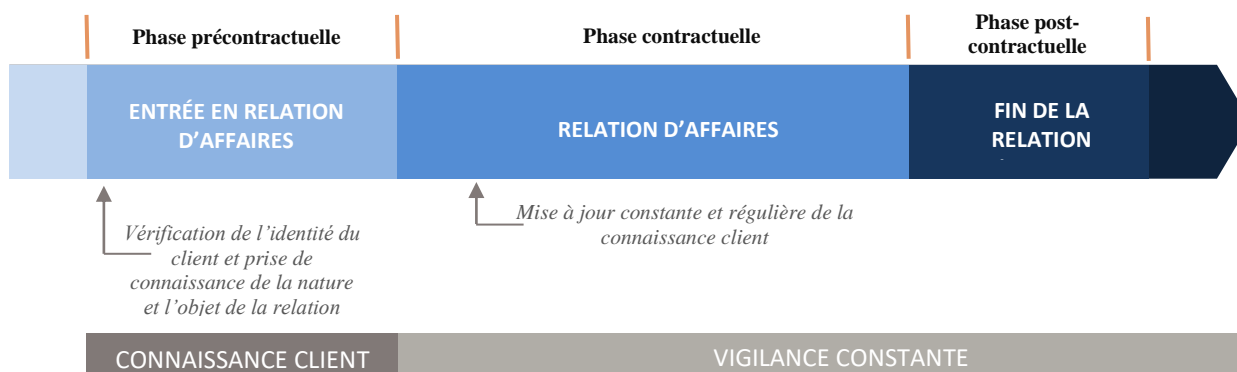 Phase précontractuelle
Phase contractuelle
Phase post-
contractuelle
ENTRÉE EN RELATION
D’AFFAIRES
RELATION D’AFFAIRES
FIN DE LA
RELATION
Vérification de l’identité du
client et prise de
connaissance de la nature
et l’objet de la relation
Mise à jour constante et régulière de la
connaissance client
CONNAISSANCE CLIENT
VIGILANCE CONSTANTE